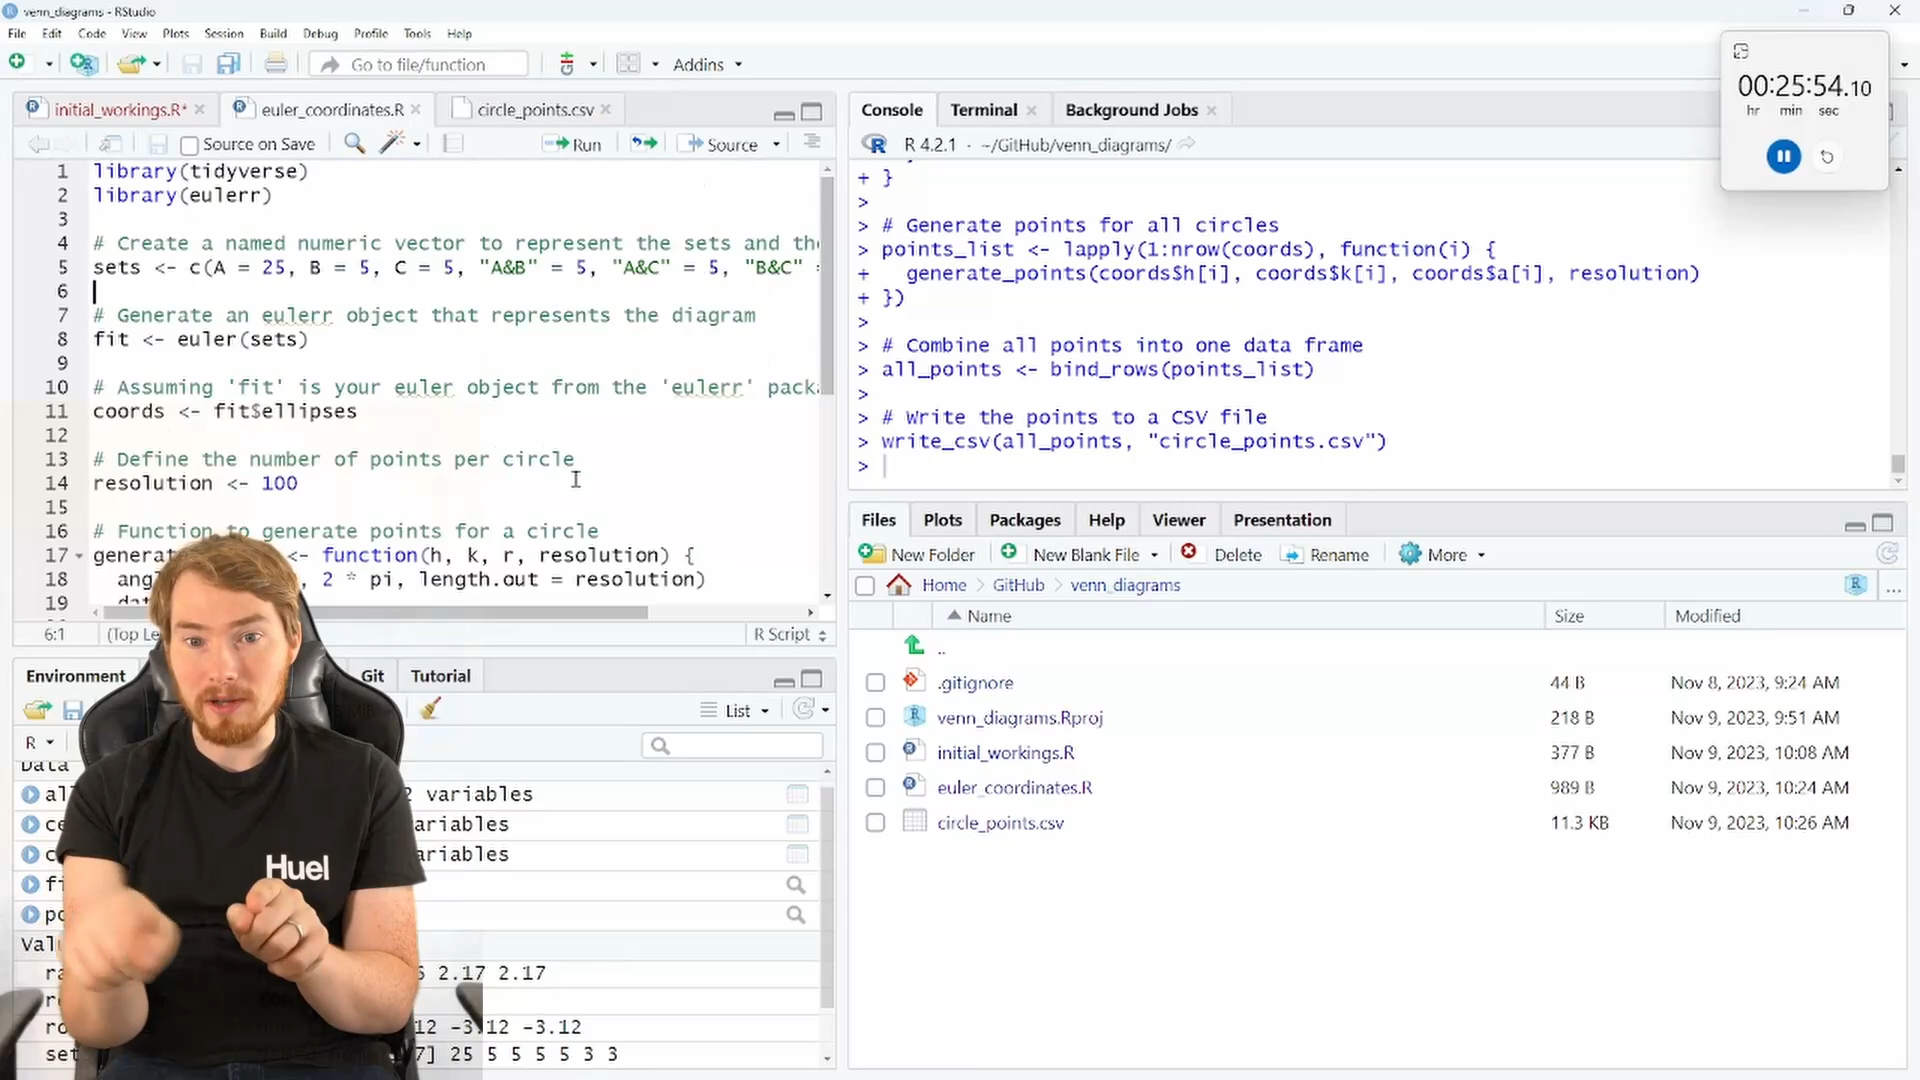 venn_diagrams - RStudio
File Edit Code View Plots Session Build Debug Profile Tools Help
Go to file/function
Addins
00:25:54.10
hr min sec
initial_workings.R*
euler_coordinates.R
circle_points.csv
Source on Save
Run
Source
1 library(tidyverse)
2 library(eulerr)
3
4 # Create a named numeric vector to represent the sets and the
5 sets <- c(A = 25, B = 5, C = 5, "A&B" = 5, "A&C" = 5, "B&C" =
6
7 # Generate an eulerr object that represents the diagram
8 fit <- euler(sets)
9
10 # Assuming 'fit' is your euler object from the 'eulerr' packa
11 coords <- fit$ellipses
12
13 # Define the number of points per circle
14 resolution <- 100
15
16 # Function to generate points for a circle
17 generat <- function(h, k, r, resolution) {
18 angl , 2 * pi, length.out = resolution)
19 dat
6:1 (Top Le R Script
Console Terminal Background Jobs
R 4.2.1 · ~/GitHub/venn_diagrams/
+ }
>
> # Generate points for all circles
> points_list <- lapply(1:nrow(coords), function(i) {
+ generate_points(coords$h[i], coords$k[i], coords$a[i], resolution)
+ })
>
> # Combine all points into one data frame
> all_points <- bind_rows(points_list)
>
> # Write the points to a CSV file
> write_csv(all_points, "circle_points.csv")
>
Environment Git Tutorial
List
R
Data
all 2 variables
ce ariables
c ariables
fi
po
Val
ra 6 2.17 2.17
re
ro 12 -3.12 -3.12
set 7] 25 5 5 5 5 3 3
Huel
Files Plots Packages Help Viewer Presentation
New Folder New Blank File Delete Rename More
Home GitHub venn_diagrams ...
Name Size Modified
..
.gitignore 44 B Nov 8, 2023, 9:24 AM
venn_diagrams.Rproj 218 B Nov 9, 2023, 9:51 AM
initial_workings.R 377 B Nov 9, 2023, 10:08 AM
euler_coordinates.R 989 B Nov 9, 2023, 10:24 AM
circle_points.csv 11.3 KB Nov 9, 2023, 10:26 AM